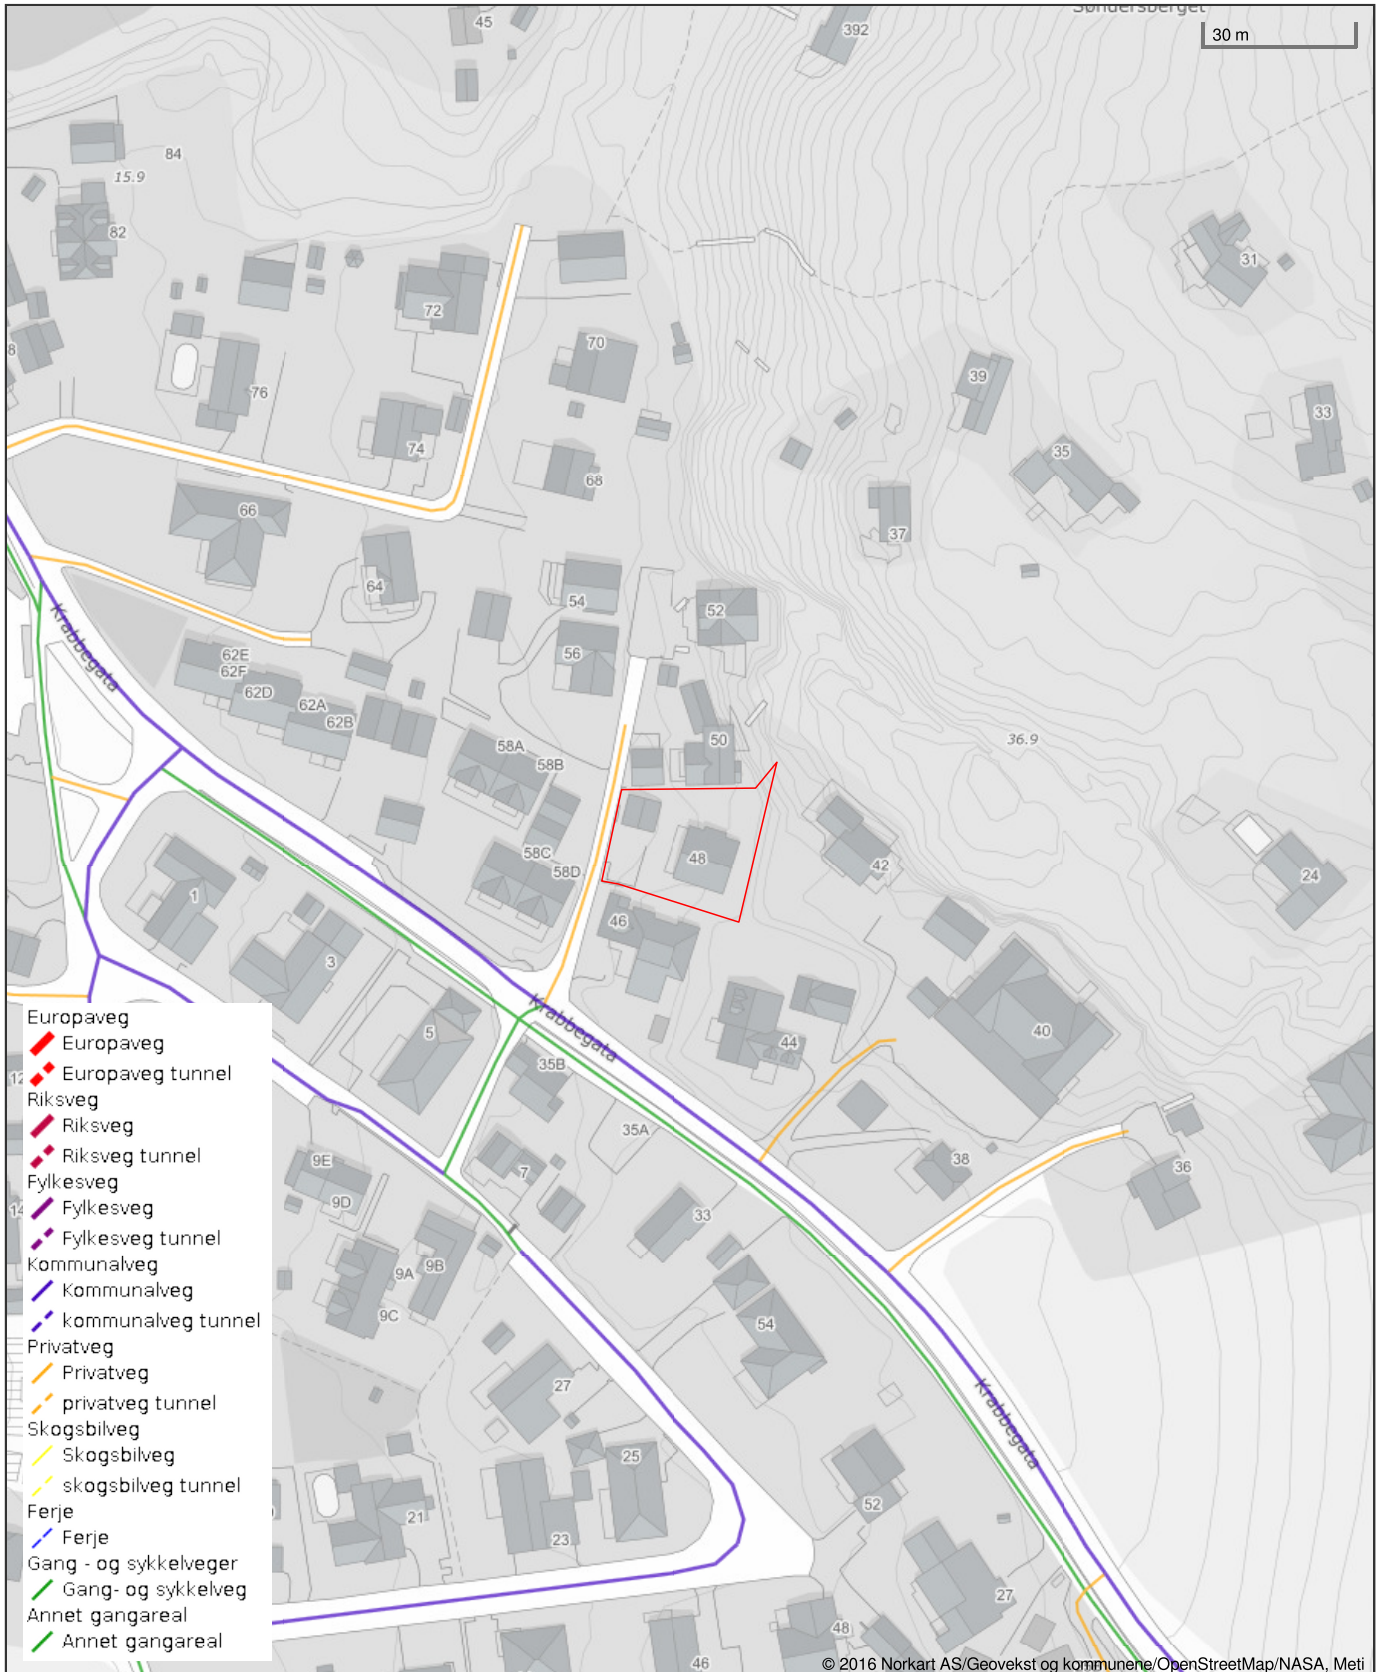 Søndersberget
30 m
45
392
84
15.9
82
31
72
70
8
76
39
33
74
35
68
66
37
64
54
52
Krabbegata
56
62E
62F
62D
62A
62B
50
36.9
58A
58B
58C
48
42
58D
24
1
46
3
Krabbegata
5
44
40
35B
35A
9E
7
38
36
9D
33
9A
9B
9C
54
27
Krabbegata
25
52
21
23
27
48
46
Europaveg
Europaveg
Europaveg tunnel
Riksveg
Riksveg
Riksveg tunnel
Fylkesveg
Fylkesveg
Fylkesveg tunnel
Kommunalveg
Kommunalveg
kommunalveg tunnel
Privatveg
Privatveg
privatveg tunnel
Skogsbilveg
Skogsbilveg
skogsbilveg tunnel
Ferje
Ferje
Gang - og sykkelveger
Gang- og sykkelveg
Annet gangareal
Annet gangareal
© 2016 Norkart AS/Geovekst og kommunene/OpenStreetMap/NASA, Meti